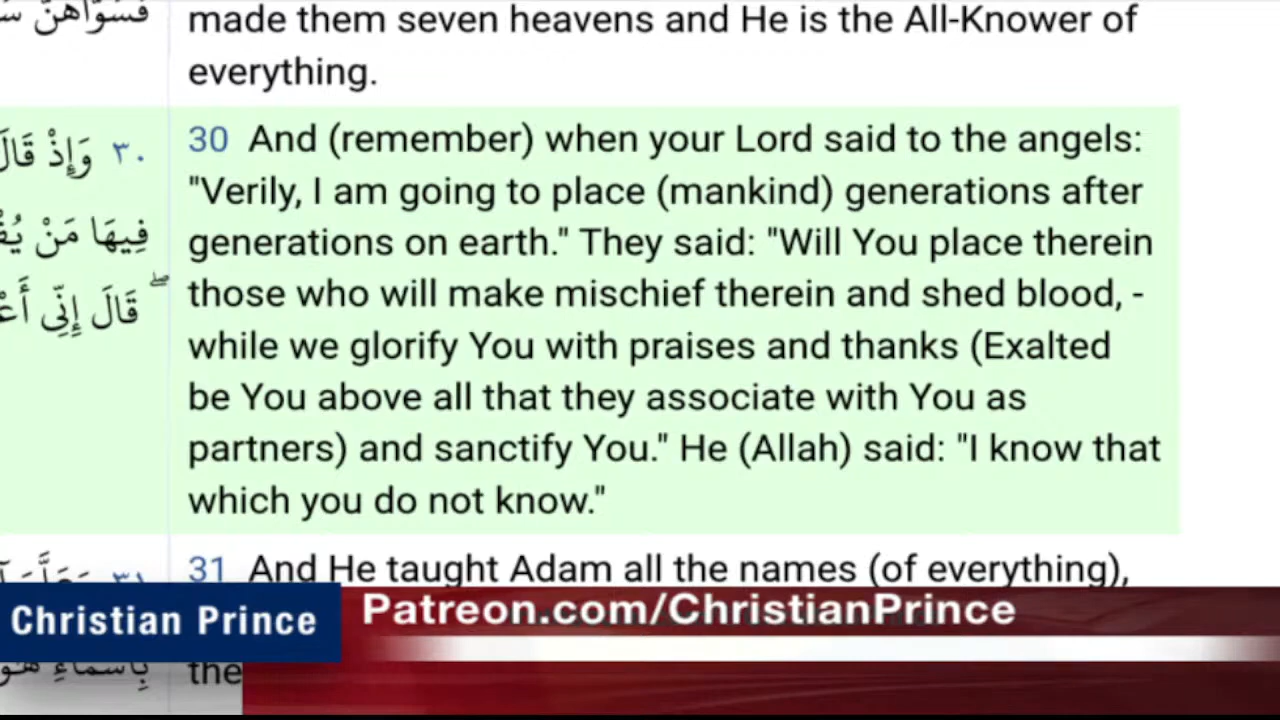 فَسَوَّاهُنَّ
made them seven heavens and He is the All-Knower of
everything.
٣٠ وَإِذْ قَالَ
30 And (remember) when your Lord said to the angels:
"Verily, I am going to place (mankind) generations after
فِيهَا مَنْ
generations on earth." They said: "Will You place therein
those who will make mischief therein and shed blood, -
قَالَ إِنِّي
while we glorify You with praises and thanks (Exalted
be You above all that they associate with You as
partners) and sanctify You." He (Allah) said: "I know that
which you do not know."
31 And He taught Adam all the names (of everything),
Christian Prince
Patreon.com/ChristianPrince
the